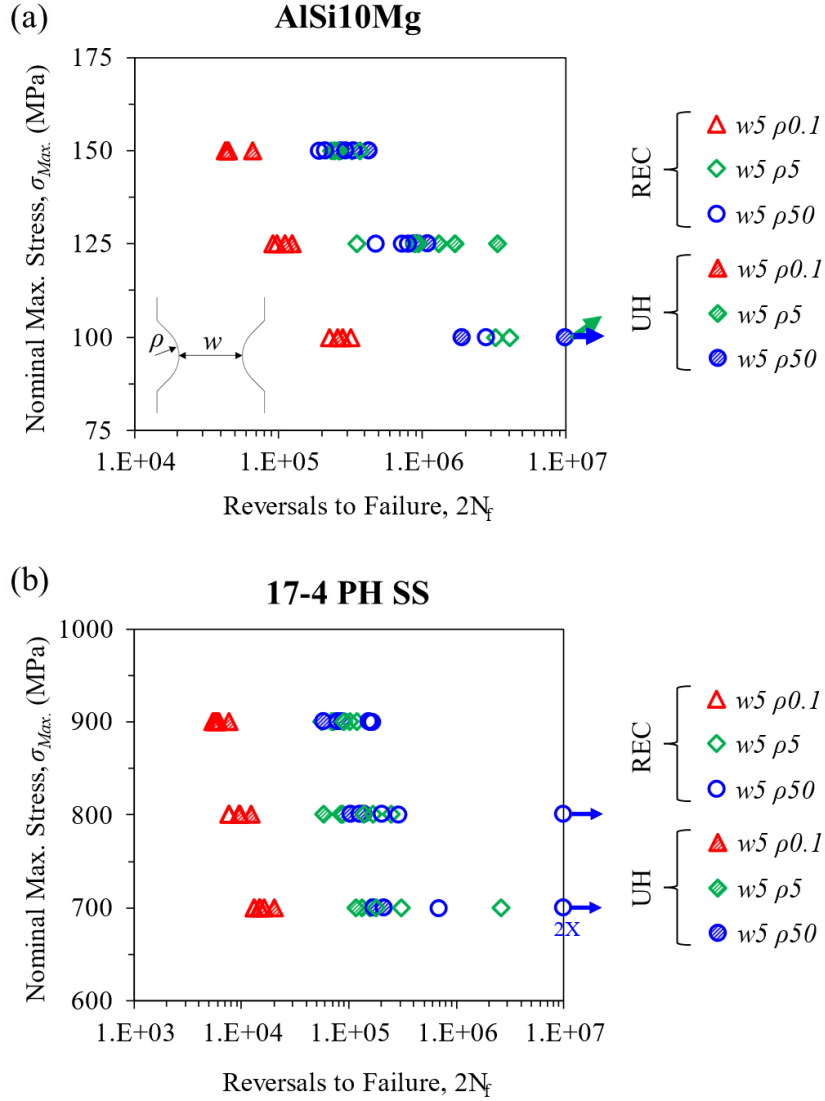 (a)
AlSi10Mg
Nominal Max. Stress, σMax. (MPa)
175
150
125
100
75
ρ
w
1.E+04
1.E+05
1.E+06
1.E+07
Reversals to Failure, 2Nf
REC
w5 ρ0.1
w5 ρ5
w5 ρ50
UH
w5 ρ0.1
w5 ρ5
w5 ρ50
(b)
17-4 PH SS
Nominal Max. Stress, σMax. (MPa)
1000
900
800
700
600
2X
1.E+03
1.E+04
1.E+05
1.E+06
1.E+07
Reversals to Failure, 2Nf
REC
w5 ρ0.1
w5 ρ5
w5 ρ50
UH
w5 ρ0.1
w5 ρ5
w5 ρ50